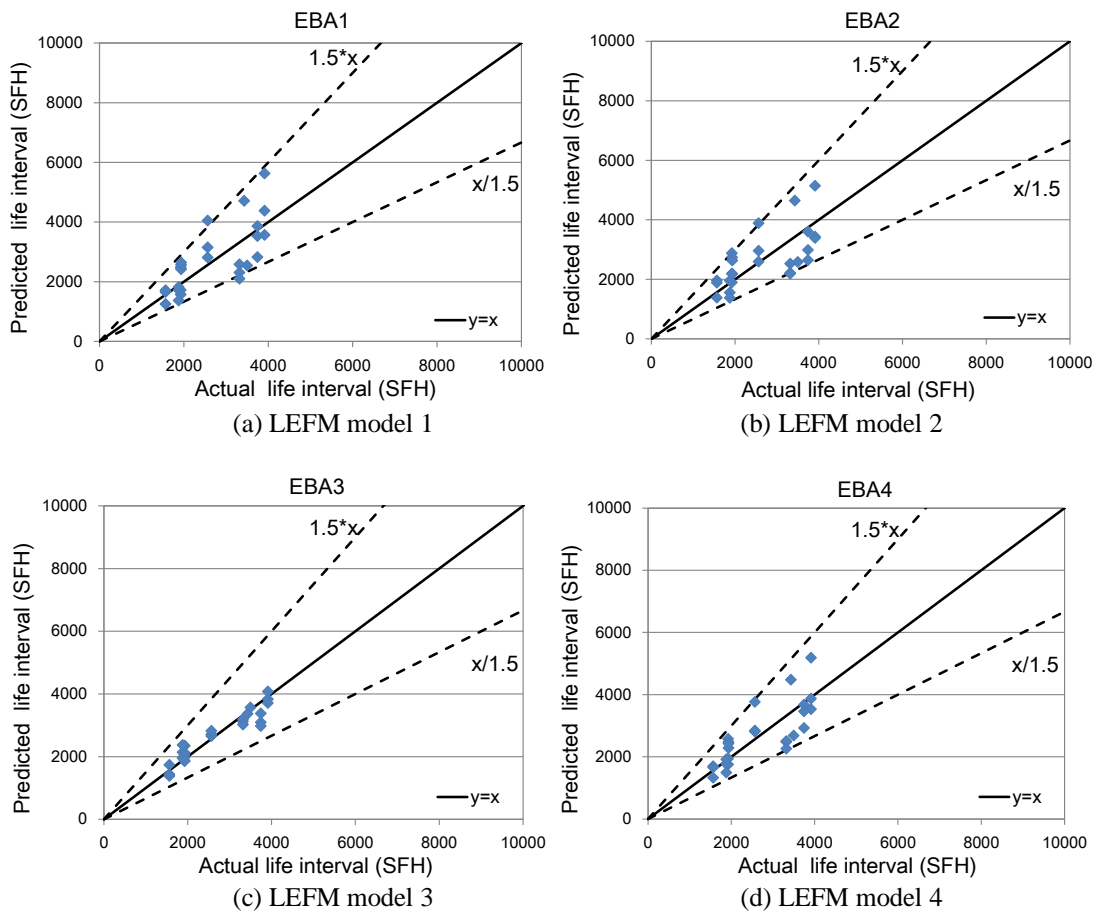 EBA1
10000
8000
6000
4000
2000
0
Predicted life interval (SFH)
1.5*x
x/1.5
y=x
0 2000 4000 6000 8000 10000
Actual life interval (SFH)
(a) LEFM model 1
EBA2
10000
8000
6000
4000
2000
0
Predicted life interval (SFH)
1.5*x
x/1.5
y=x
0 2000 4000 6000 8000 10000
Actual life interval (SFH)
(b) LEFM model 2
EBA3
10000
8000
6000
4000
2000
0
Predicted life interval (SFH)
1.5*x
x/1.5
y=x
0 2000 4000 6000 8000 10000
Actual life interval (SFH)
(c) LEFM model 3
EBA4
10000
8000
6000
4000
2000
0
Predicted life interval (SFH)
1.5*x
x/1.5
y=x
0 2000 4000 6000 8000 10000
Actual life interval (SFH)
(d) LEFM model 4